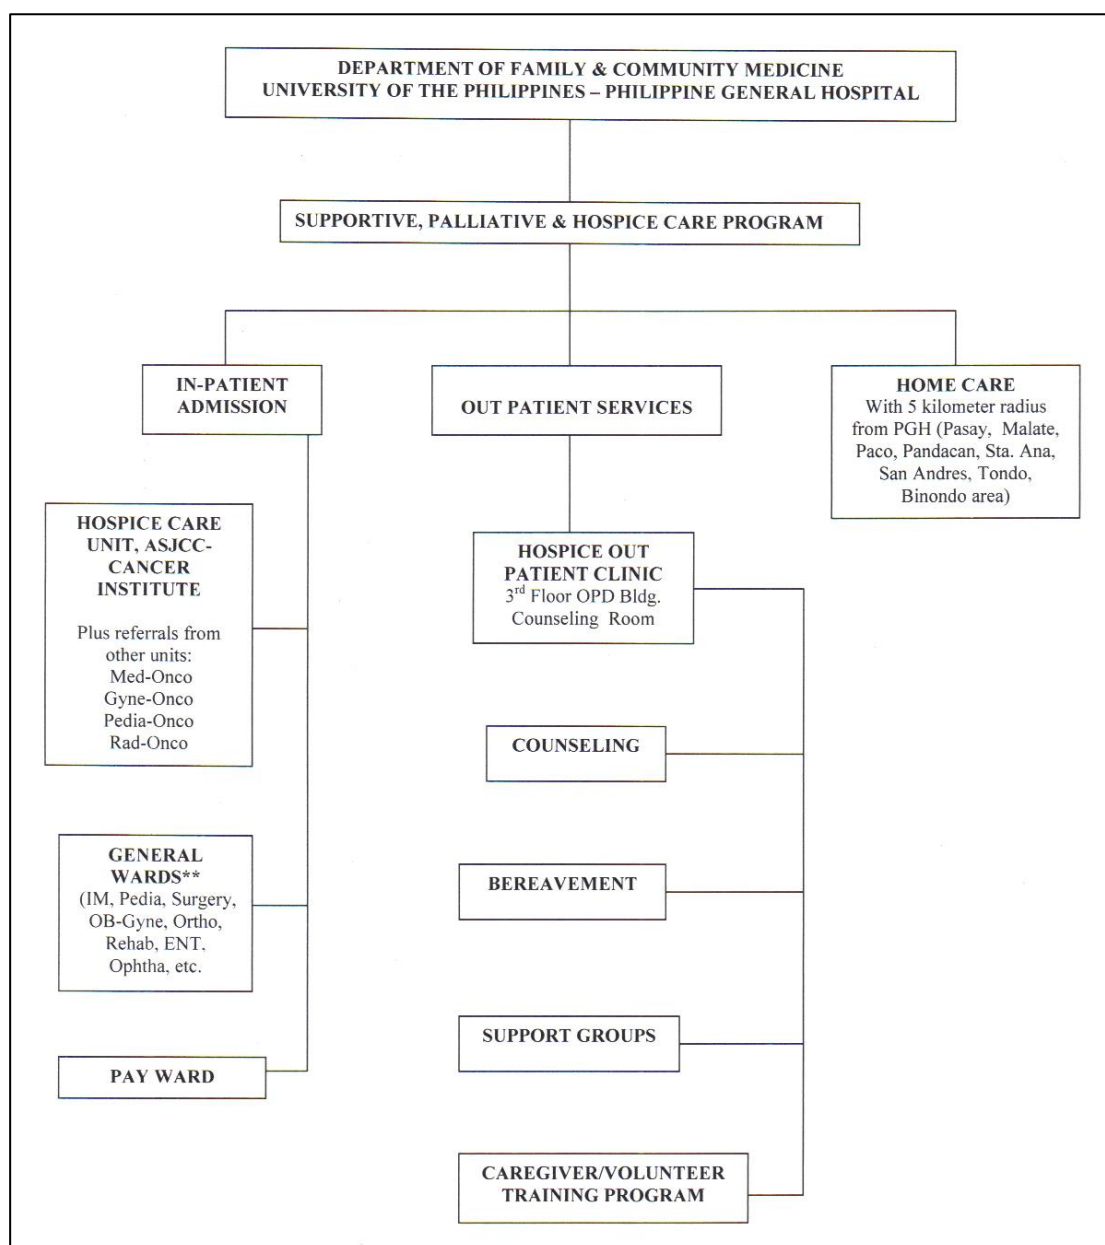 DEPARTMENT OF FAMILY & COMMUNITY MEDICINE
UNIVERSITY OF THE PHILIPPINES – PHILIPPINE GENERAL HOSPITAL
SUPPORTIVE, PALLIATIVE & HOSPICE CARE PROGRAM
IN-PATIENT
ADMISSION
OUT PATIENT SERVICES
HOME CARE
With 5 kilometer radius
from PGH (Pasay, Malate,
Paco, Pandacan, Sta. Ana,
San Andres, Tondo,
Binondo area)
HOSPICE CARE
UNIT, ASJCC-
CANCER
INSTITUTE
Plus referrals from
other units:
Med-Onco
Gyne-Onco
Pedia-Onco
Rad-Onco
GENERAL
WARDS**
(IM, Pedia, Surgery,
OB-Gyne, Ortho,
Rehab, ENT,
Ophtha, etc.
PAY WARD
HOSPICE OUT
PATIENT CLINIC
3rd Floor OPD Bldg.
Counseling Room
COUNSELING
BEREAVEMENT
SUPPORT GROUPS
CAREGIVER/VOLUNTEER
TRAINING PROGRAM